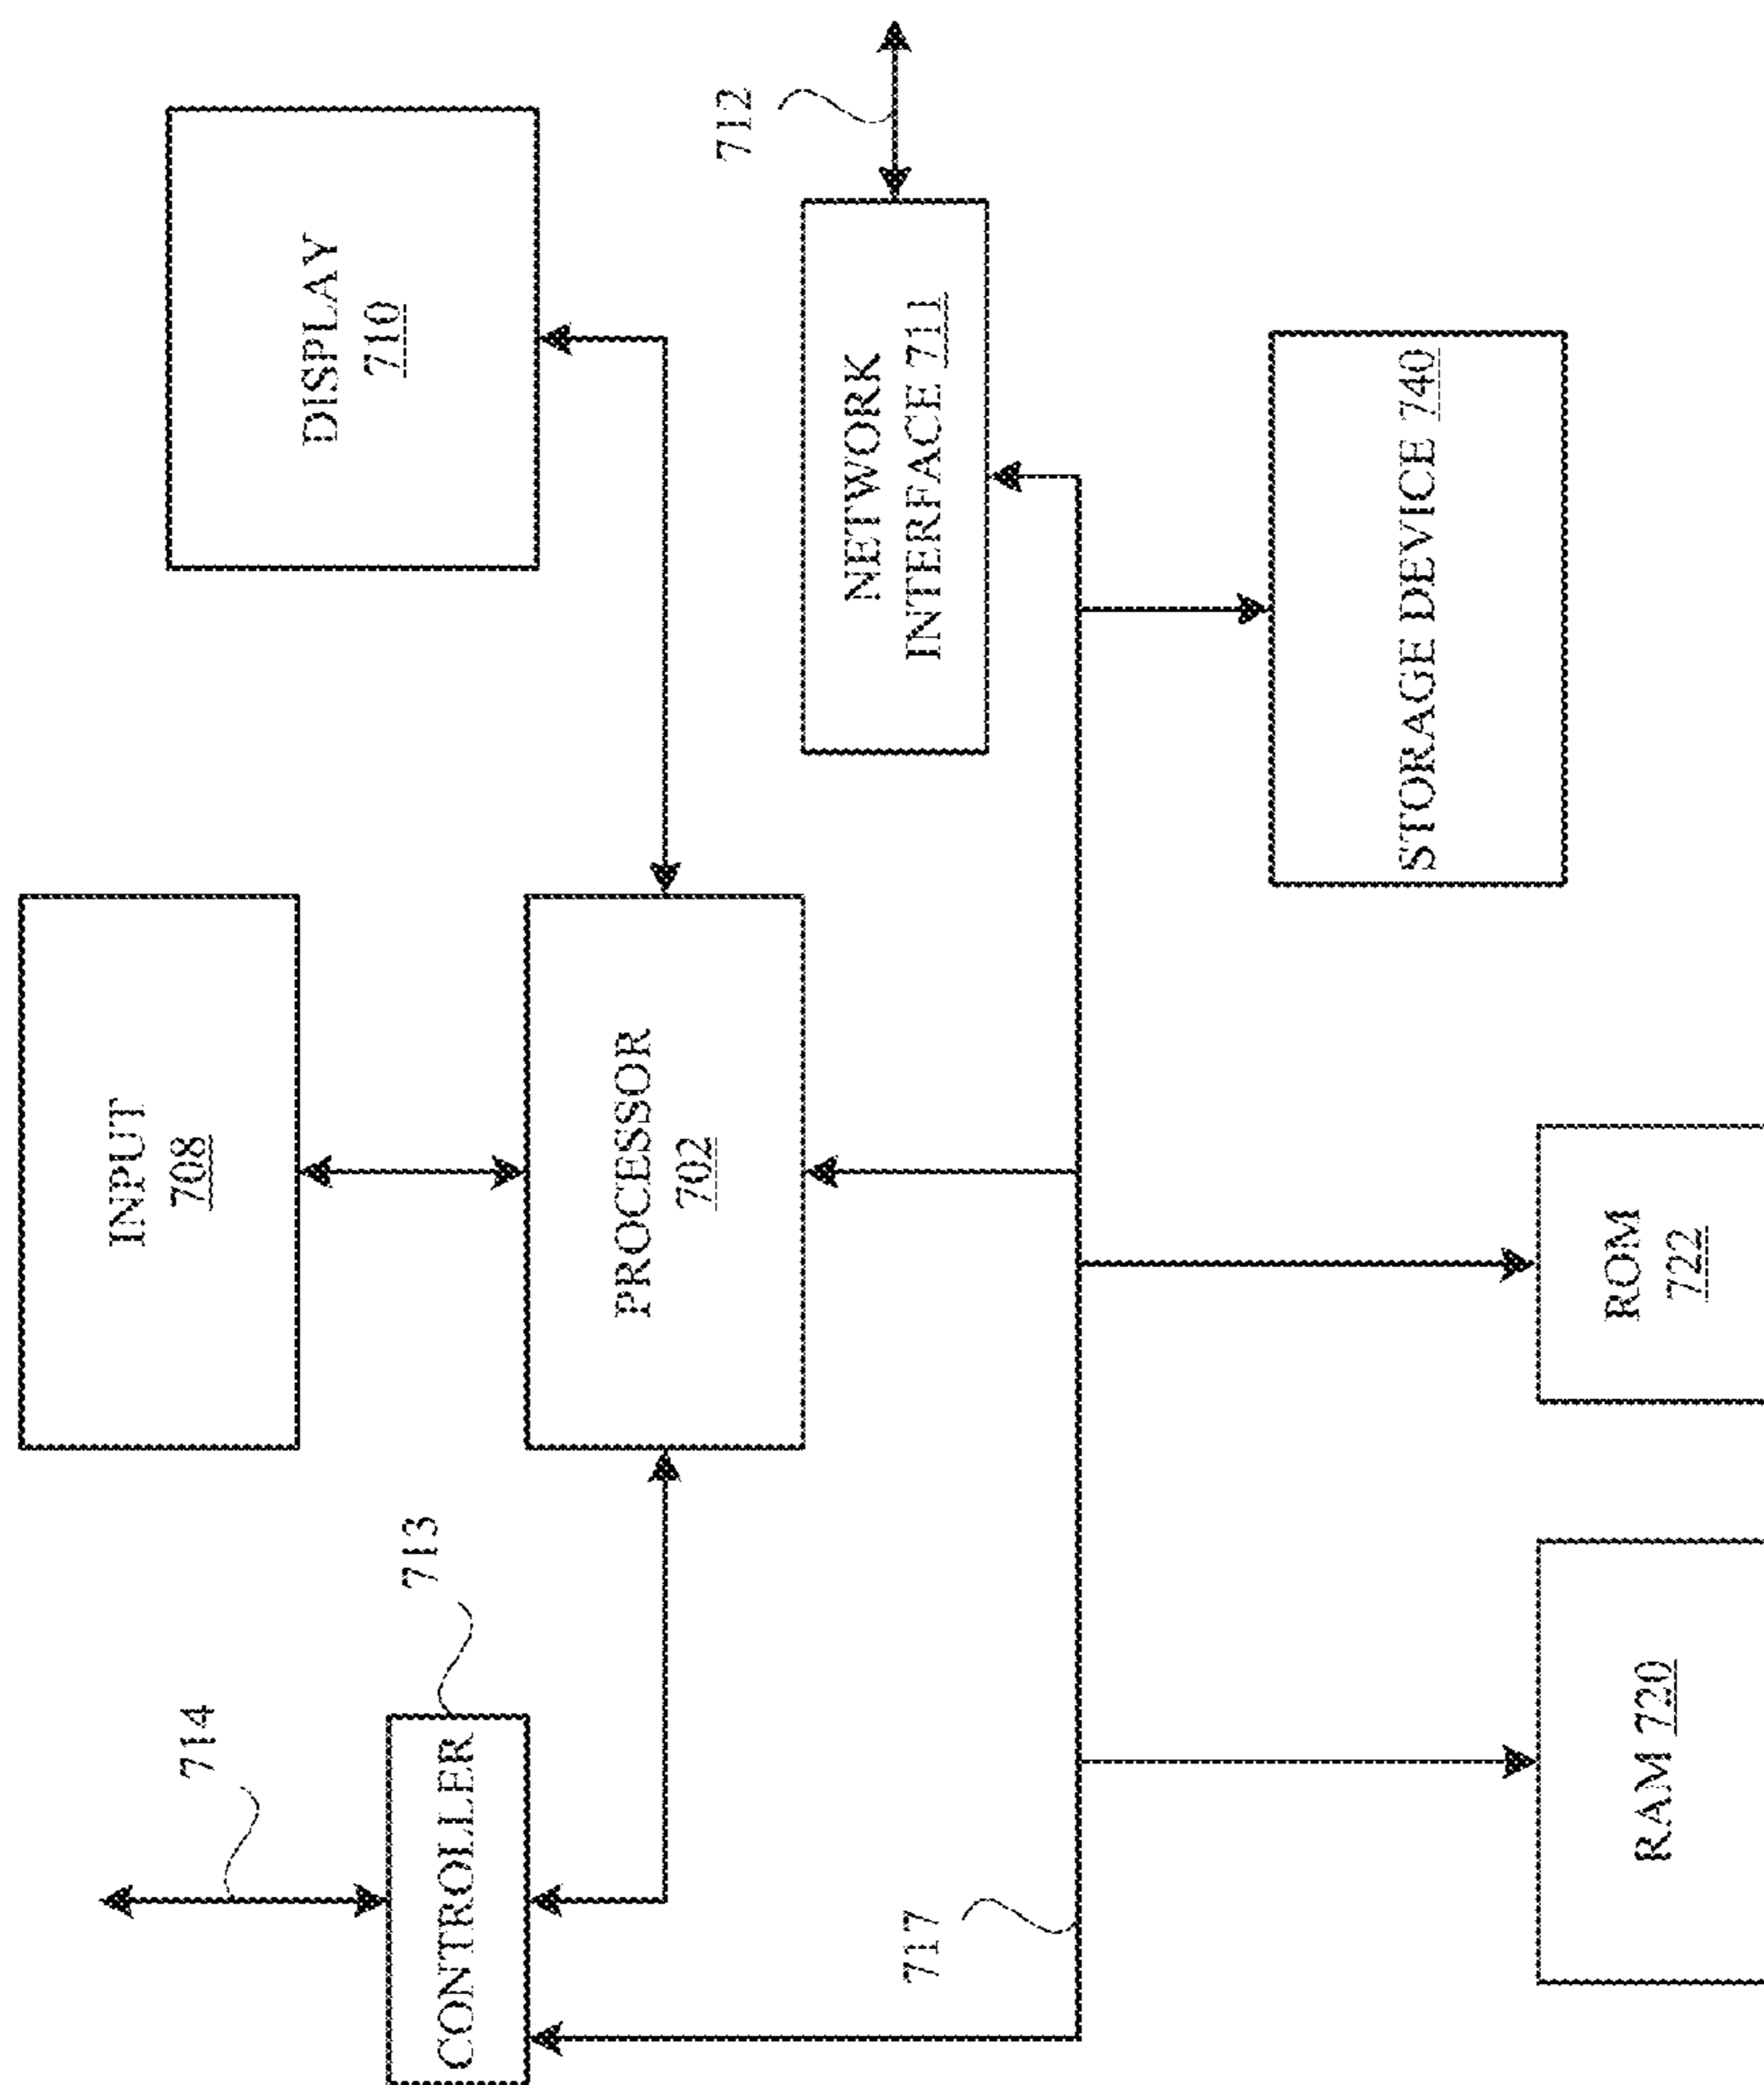 714
CONTROLLER
713
INPUT
708
PROCESSOR
702
DISPLAY
710
712
NETWORK
INTERFACE 711
717
STORAGE DEVICE 740
RAM 720
ROM
722